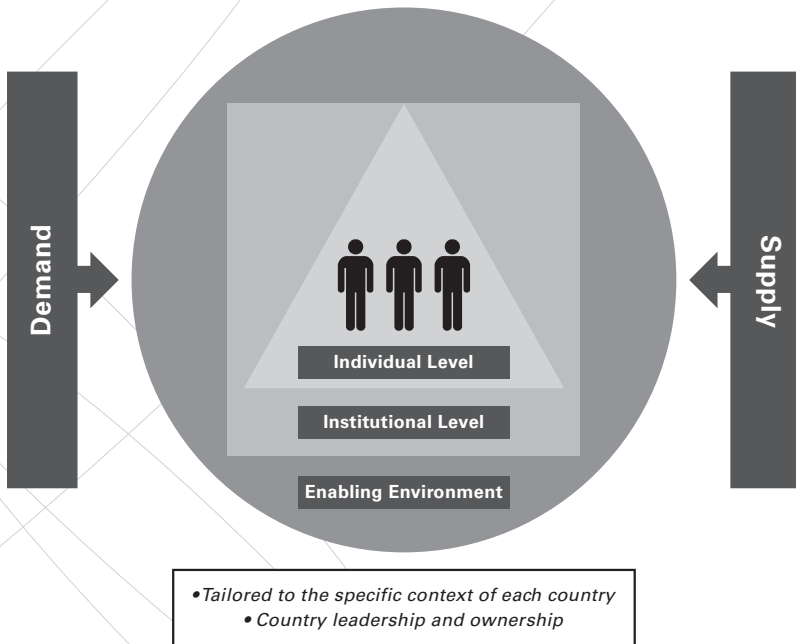 Demand
Supply
Individual Level
Institutional Level
Enabling Environment
•Tailored to the specific context of each country
• Country leadership and ownership